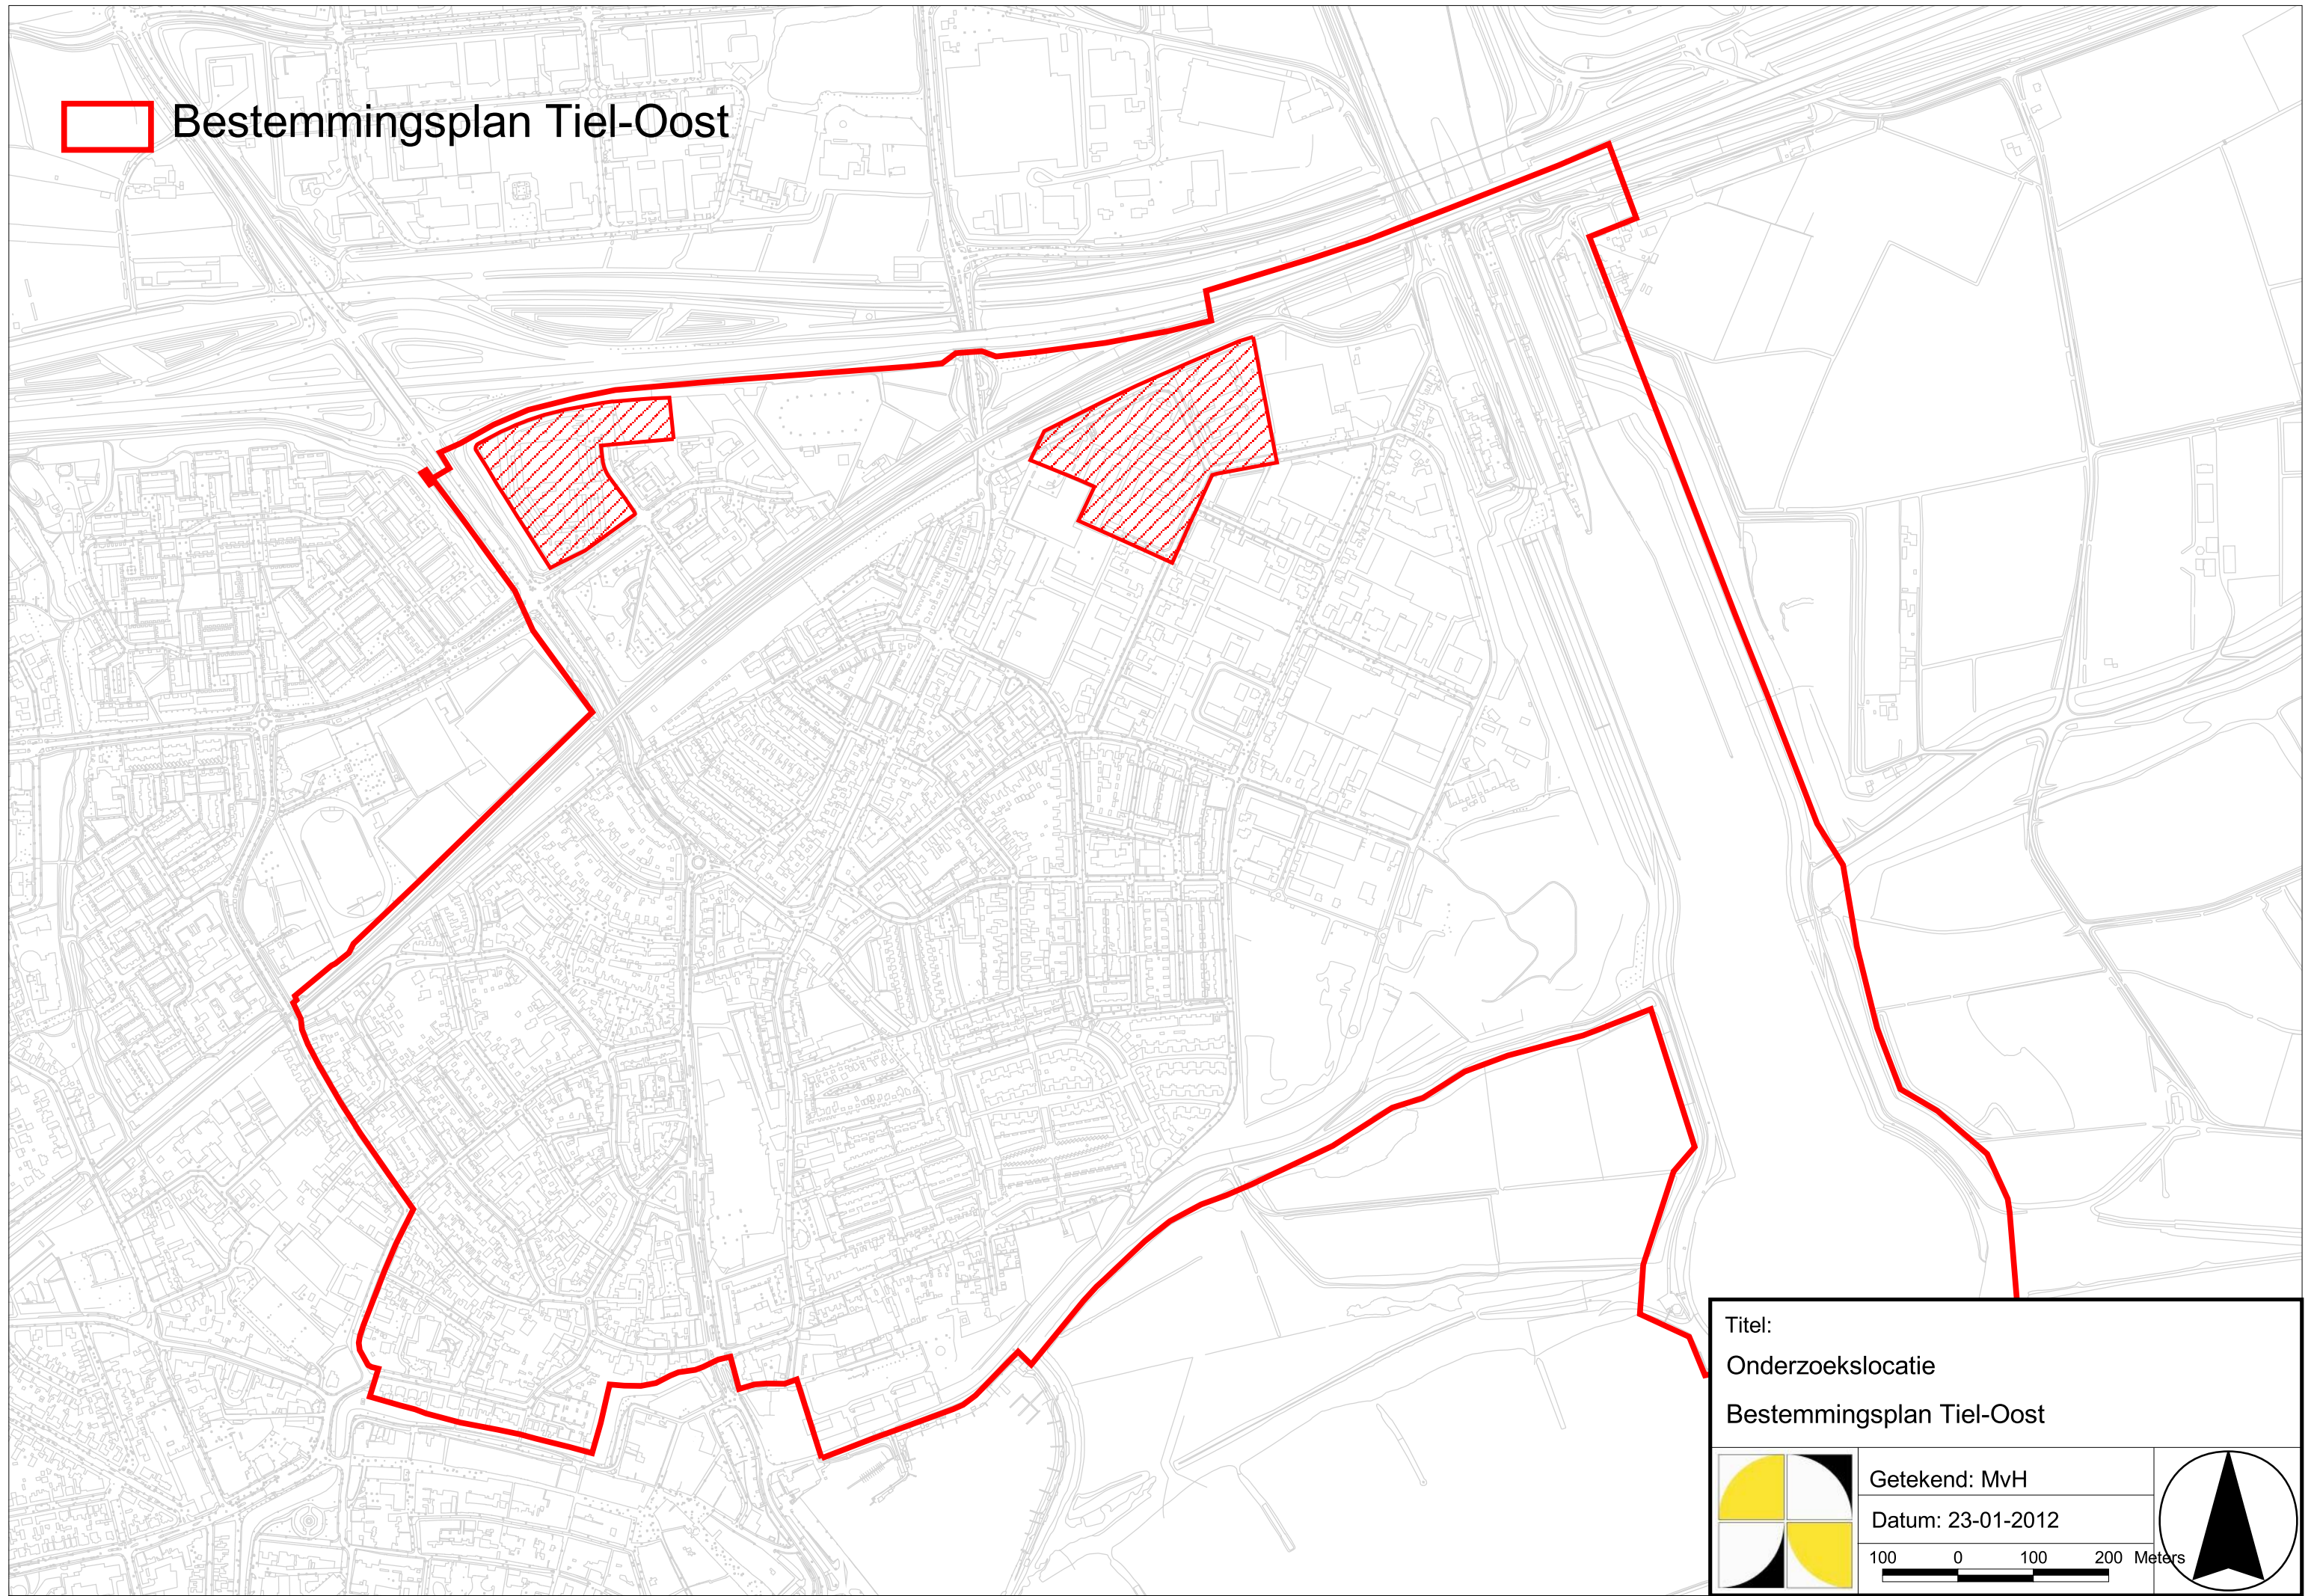 Bestemmingsplan Tiel-Oost
Titel:
Onderzoekslocatie
Bestemmingsplan Tiel-Oost
Getekend: MvH
Datum: 23-01-2012
100 0 100 200 Meters